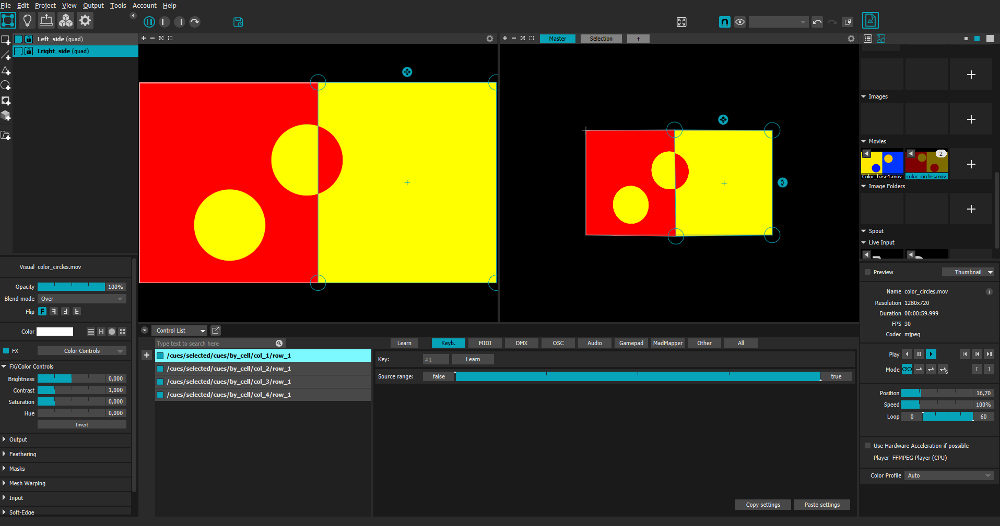 File Edit Project View Output Tools Account Help
Left_side (quad)
Lright_side (quad)
Master Selection +
Images
Movies
2
Color_base1.mov color_circles.mov
Image Folders
Spout
Live Input
Visual color_circles.mov
Opacity 100%
Blend mode Over
Flip F
Color H
FX Color Controls
FX/Color Controls
Brightness 0,000
Contrast 1,000
Saturation 0,000
Hue 0,000
Invert
Output
Feathering
Masks
Mesh Warping
Input
Soft-Edge
Control List
Type text to search here
Learn Keyb. MIDI DMX OSC Audio Gamepad MadMapper Other All
/cues/selected/cues/by_cell/col_1/row_1
/cues/selected/cues/by_cell/col_2/row_1
/cues/selected/cues/by_cell/col_3/row_1
/cues/selected/cues/by_cell/col_4/row_1
Key: #1 Learn
Source range: false true
Copy settings Paste settings
Preview Thumbnail
Name color_circles.mov i
Resolution 1280x720
Duration 00:00:59.999
FPS 30
Codec mjpeg
Play
Mode S [ ]
Position 16,70
Speed 100%
Loop 0 60
Use Hardware Acceleration if possible
Player FFMPEG Player (CPU)
Color Profile Auto